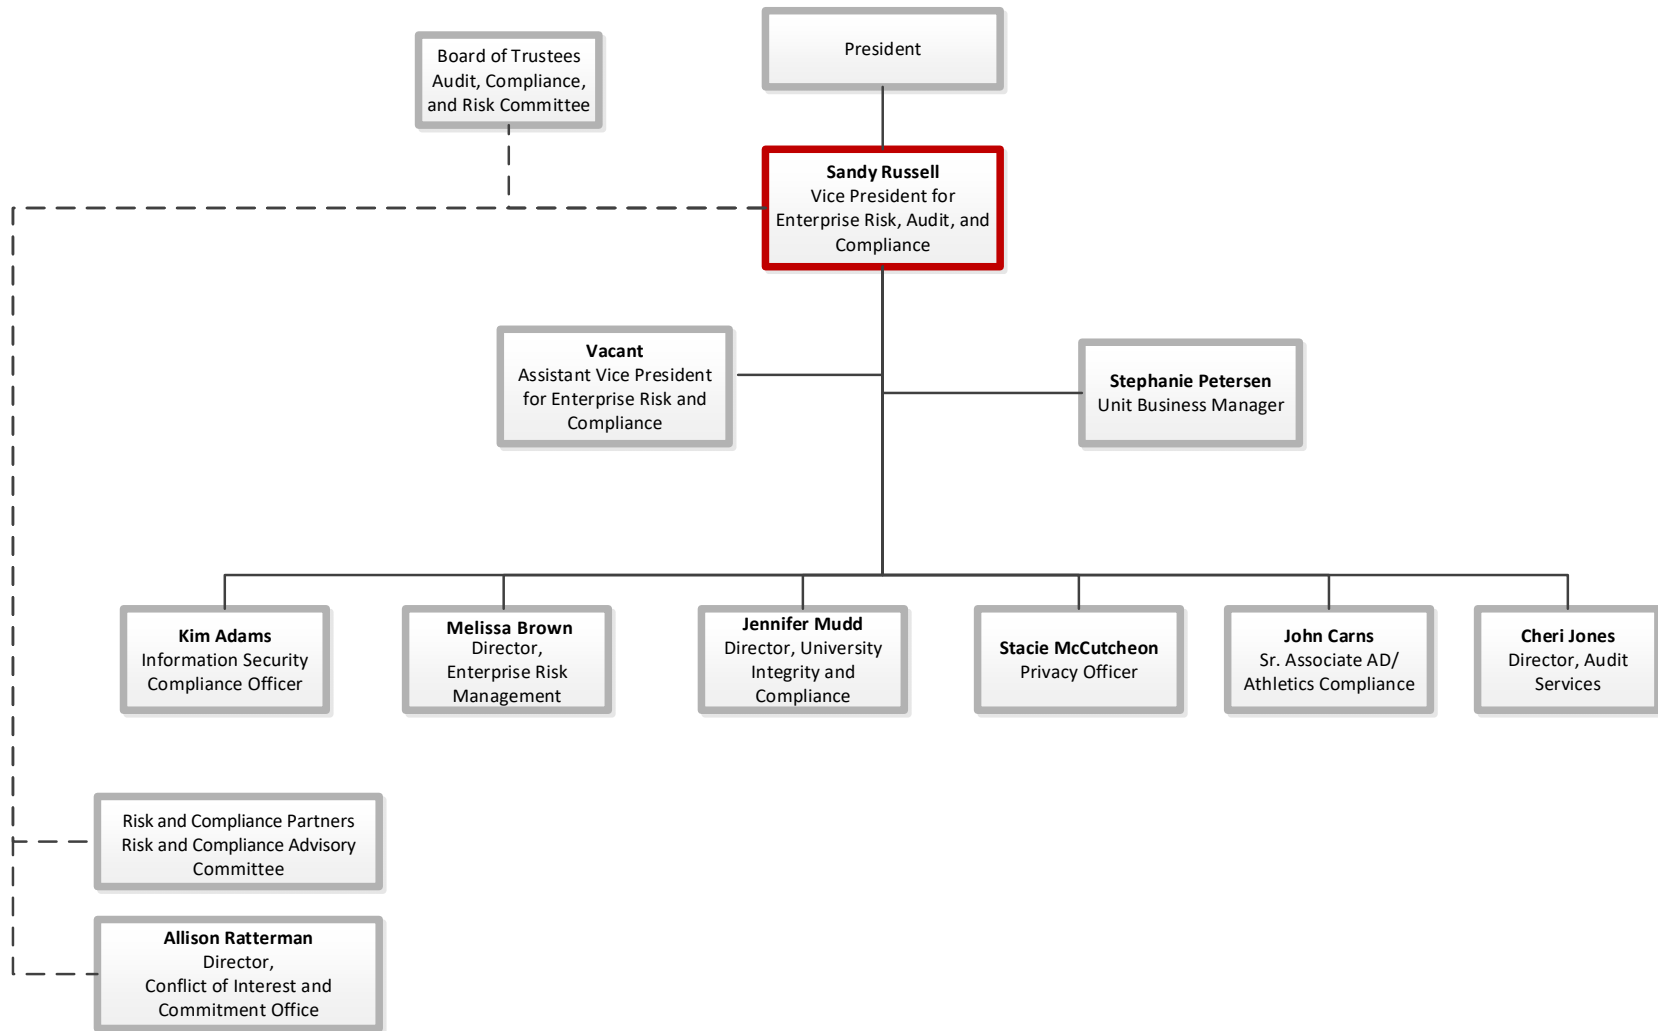 Board of Trustees
Audit, Compliance,
and Risk Committee
President
Sandy Russell
Vice President for
Enterprise Risk, Audit, and
Compliance
Vacant
Assistant Vice President
for Enterprise Risk and
Compliance
Stephanie Petersen
Unit Business Manager
Kim Adams
Information Security
Compliance Officer
Melissa Brown
Director,
Enterprise Risk
Management
Jennifer Mudd
Director, University
Integrity and
Compliance
Stacie McCutcheon
Privacy Officer
John Carns
Sr. Associate AD/
Athletics Compliance
Cheri Jones
Director, Audit
Services
Risk and Compliance Partners
Risk and Compliance Advisory
Committee
Allison Ratterman
Director,
Conflict of Interest and
Commitment Office